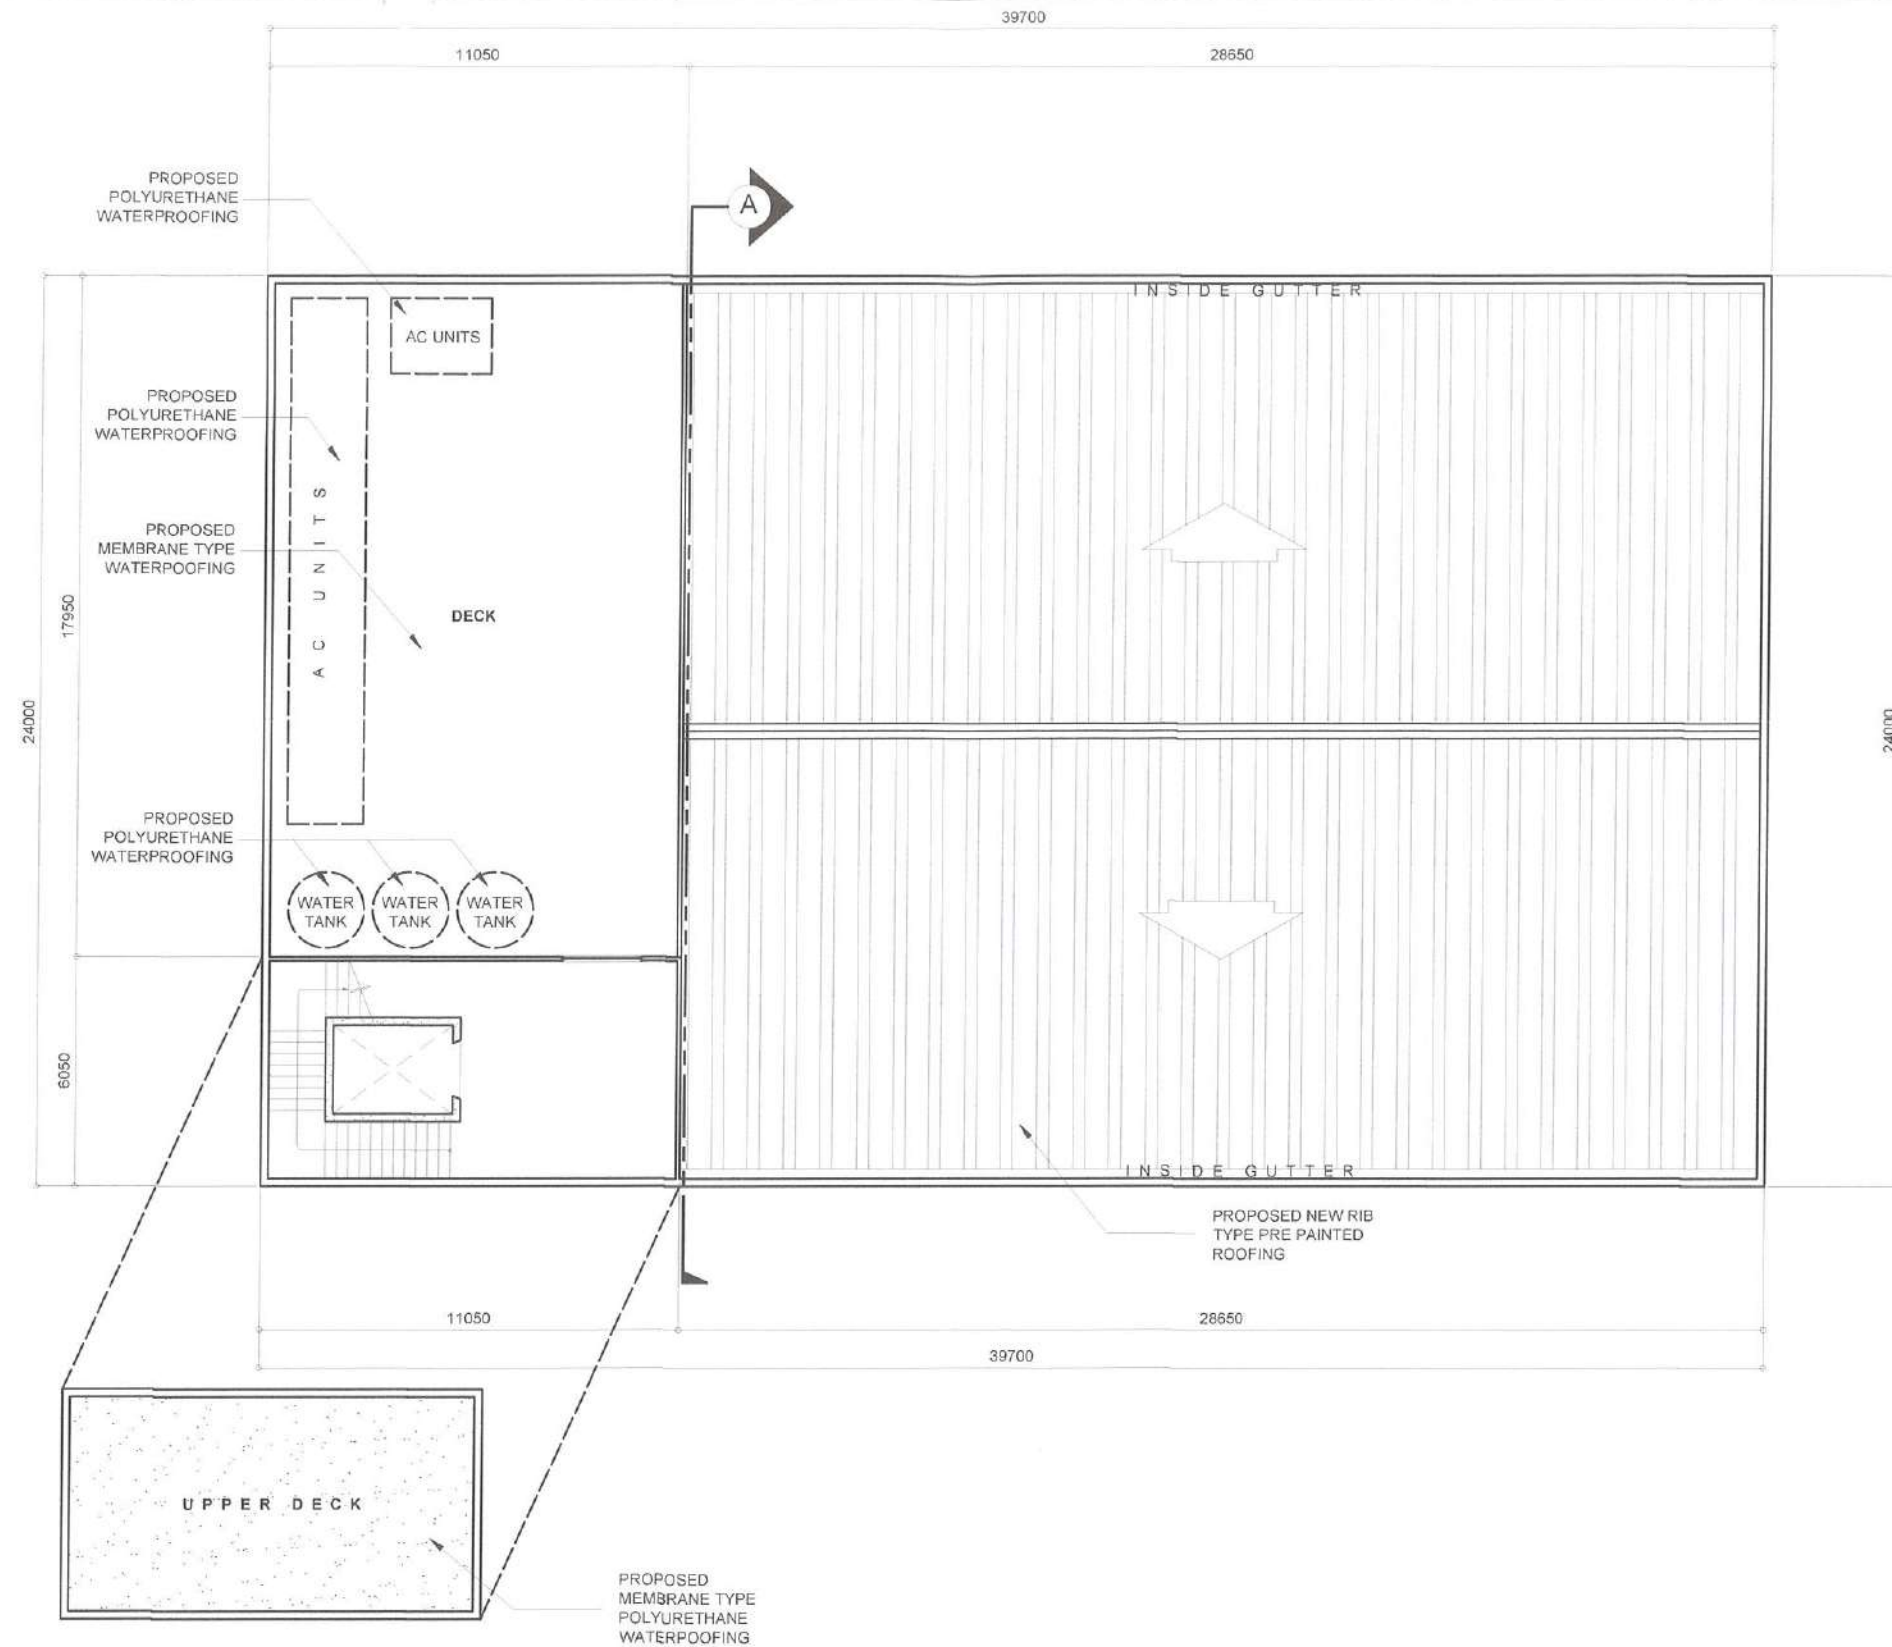 39700
11050
28650
PROPOSED
POLYURETHANE
WATERPROOFING
A
INSIDE GUTTER
AC UNITS
PROPOSED
POLYURETHANE
WATERPROOFING
AC UNITS
PROPOSED
MEMBRANE TYPE
WATERPOOFING
DECK
17950
24000
24000
PROPOSED
POLYURETHANE
WATERPROOFING
WATER
TANK
WATER
TANK
WATER
TANK
6050
INSIDE GUTTER
PROPOSED NEW RIB
TYPE PRE PAINTED
ROOFING
11050
28650
39700
UPPER DECK
PROPOSED
MEMBRANE TYPE
POLYURETHANE
WATERPOOFING